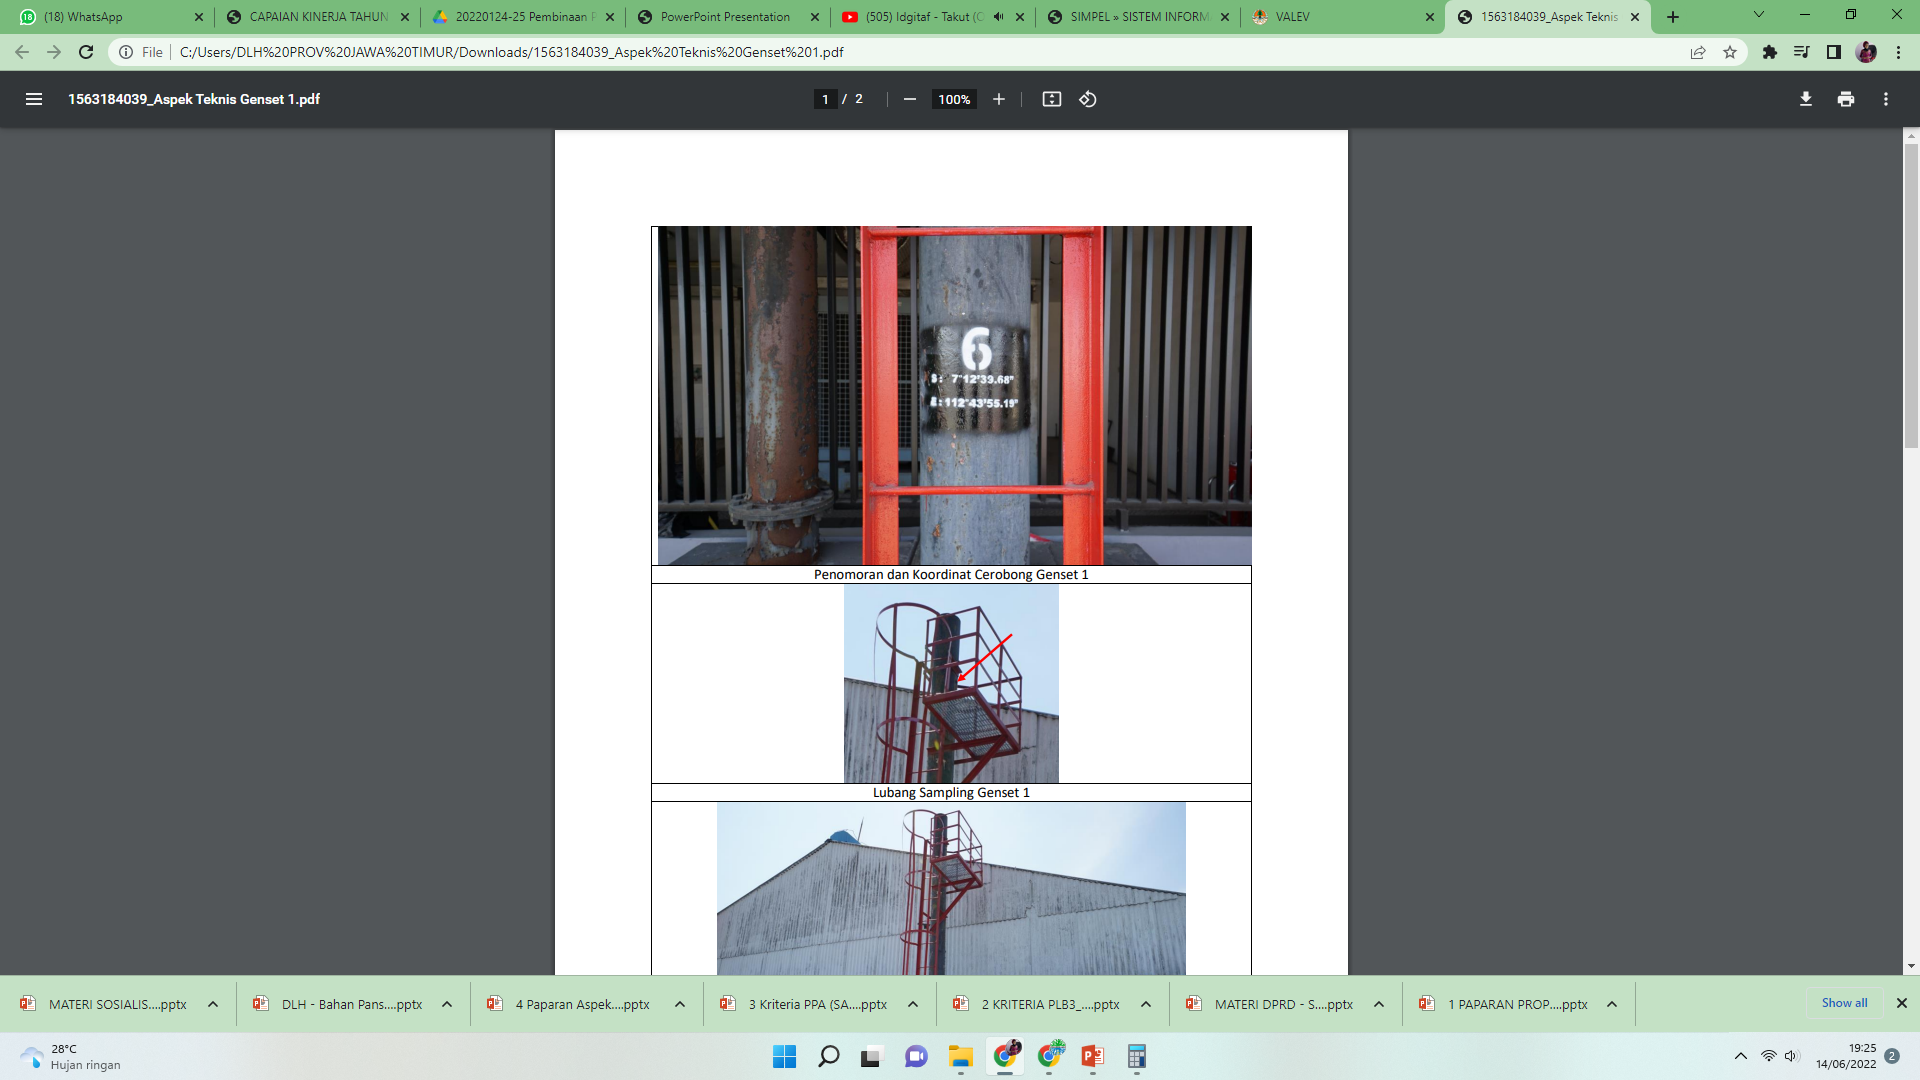 (18) WhatsApp
CAPAIAN KINERJA TAHUN
20220124-25 Pembinaan P
PowerPoint Presentation
(505) Idgitaf - Takut (O
SIMPEL » SISTEM INFORM
VALEV
1563184039_Aspek Teknis
File
C:/Users/DLH%20PROV%20JAWA%20TIMUR/Downloads/1563184039_Aspek%20Teknis%20Genset%201.pdf
1563184039_Aspek Teknis Genset 1.pdf
1 / 2
100%
6
S: 7°12'39.68"
E:112°43'55.19"
Penomoran dan Koordinat Cerobong Genset 1
Lubang Sampling Genset 1
MATERI SOSIALIS....pptx
DLH - Bahan Pans....pptx
4 Paparan Aspek....pptx
3 Kriteria PPA (SA....pptx
2 KRITERIA PLB3_....pptx
MATERI DPRD - S....pptx
1 PAPARAN PROP....pptx
Show all
28°C
Hujan ringan
19:25
14/06/2022
2